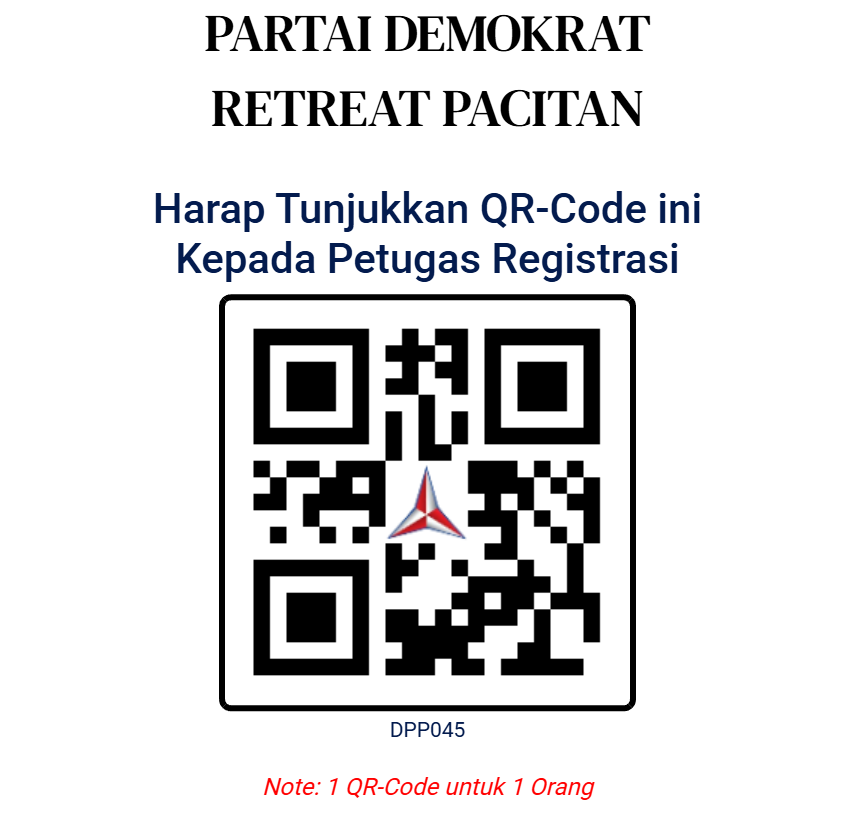 PARTAI DEMOKRAT
RETREAT PACITAN
Harap Tunjukkan QR-Code ini
Kepada Petugas Registrasi
DPP045
Note: 1 QR-Code untuk 1 Orang